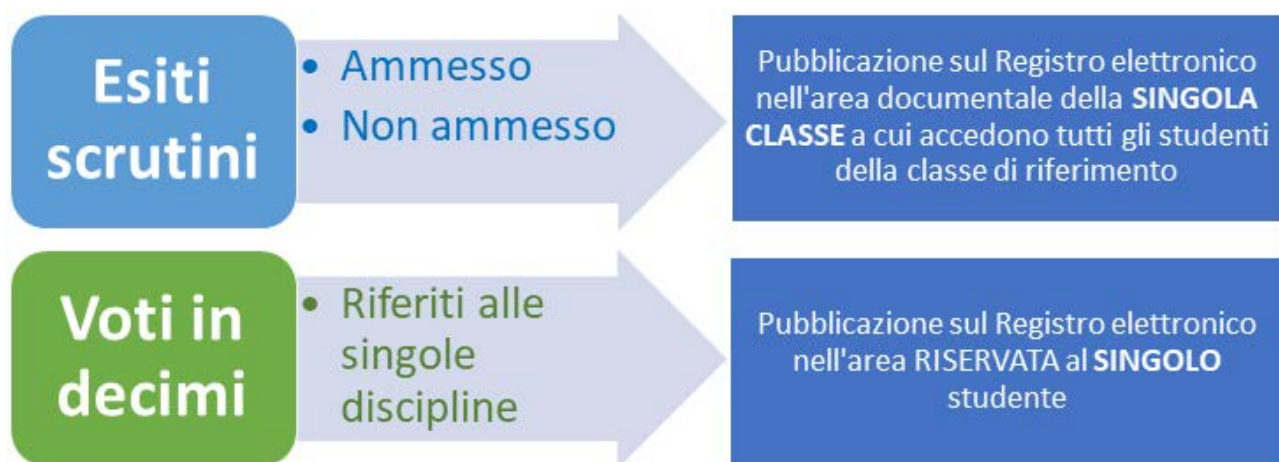 Esiti
scrutini
• Ammesso
• Non ammesso
Pubblicazione sul Registro elettronico
nell'area documentale della SINGOLA
CLASSE a cui accedono tutti gli studenti
della classe di riferimento
Voti in
decimi
• Riferiti alle
singole
discipline
Pubblicazione sul Registro elettronico
nell'area RISERVATA al SINGOLO
studente